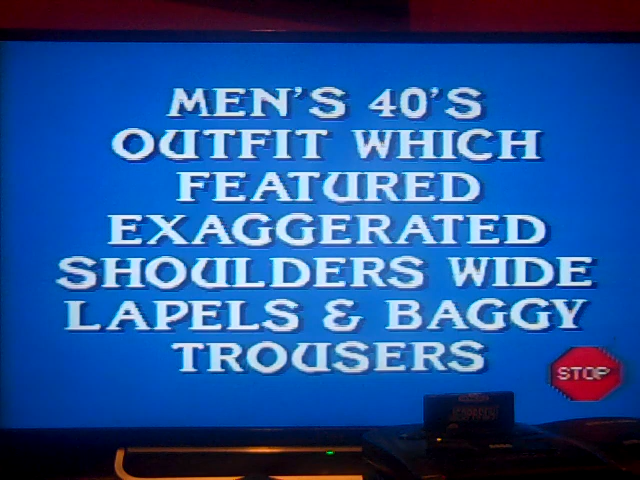 MEN'S 40'S
OUTFIT WHICH
FEATURED
EXAGGERATED
SHOULDERS WIDE
LAPELS & BAGGY
TROUSERS
STOP